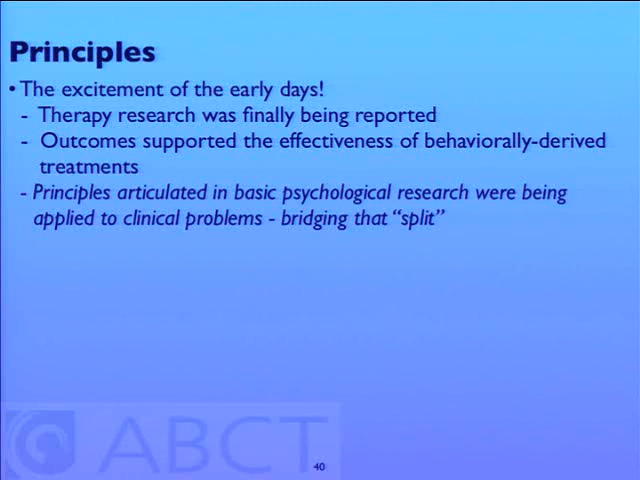 Principles
• The excitement of the early days!
- Therapy research was finally being reported
- Outcomes supported the effectiveness of behaviorally-derived
treatments
- Principles articulated in basic psychological research were being
applied to clinical problems - bridging that “split”
ABCT
40